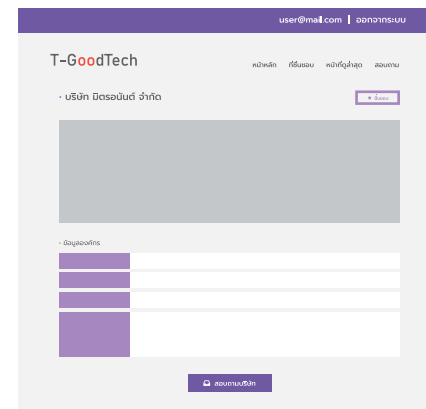 user@mail.com | ออกจากระบบ
T-GoodTech
หน้าหลัก ที่ชื่นชอบ หน้าที่ดูล่าสุด สอบถาม
• บริษัท มิตรอนันต์ จำกัด
★ ชื่นชอบ
• ข้อมูลองค์กร
สอบถามบริษัท